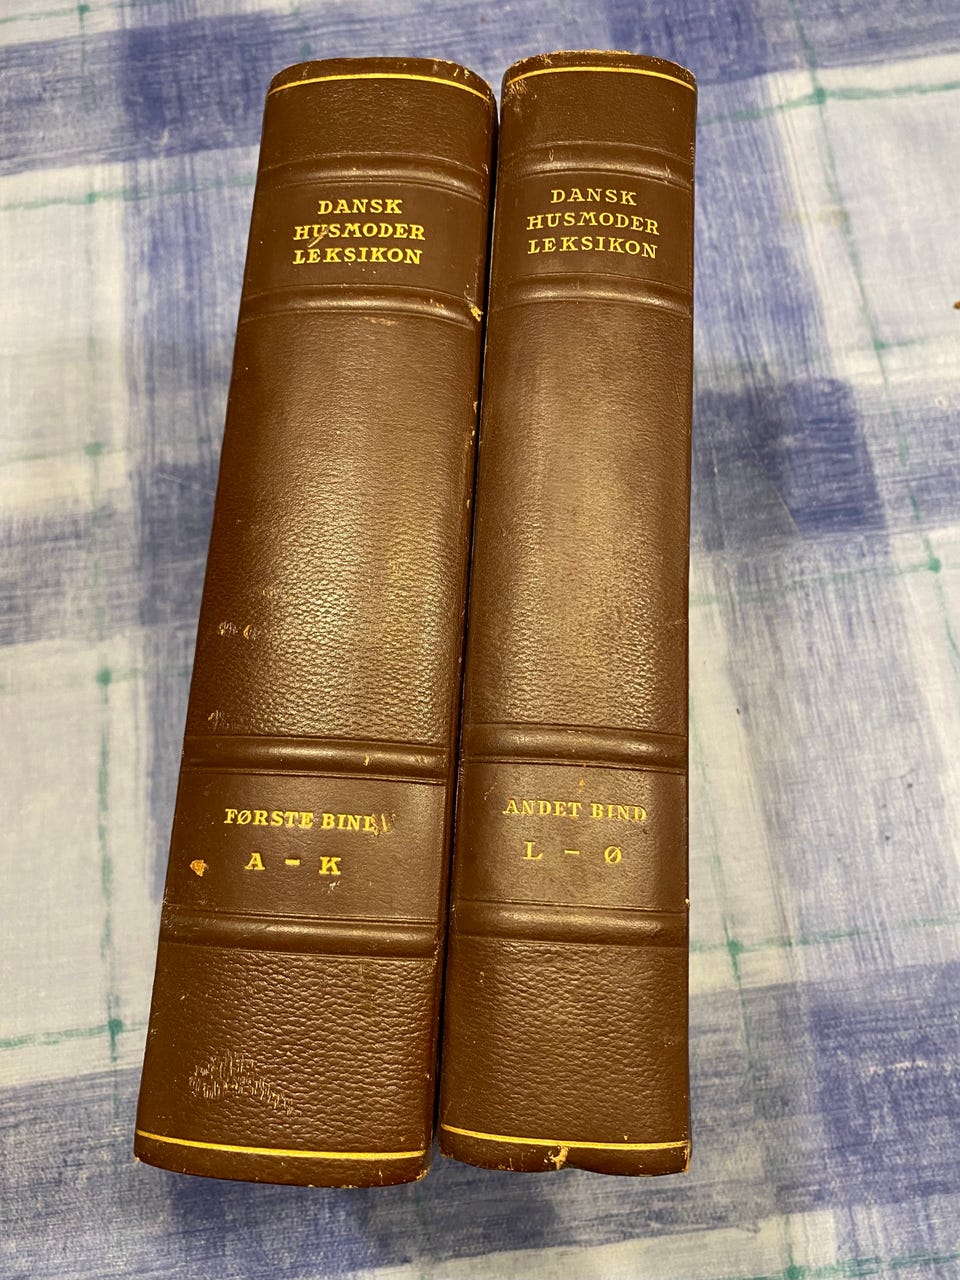 DANSK
HUSMODER
LEKSIKON
FØRSTE BIND
A - K
DANSK
HUSMODER
LEKSIKON
ANDET BIND
L - Ø